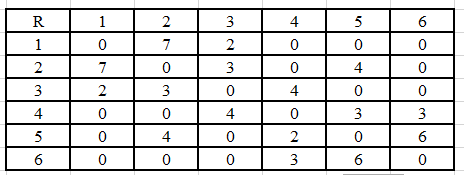 R 1 2 3 4 5 6
1 0 7 2 0 0 0
2 7 0 3 0 4 0
3 2 3 0 4 0 0
4 0 0 4 0 3 3
5 0 4 0 2 0 6
6 0 0 0 3 6 0